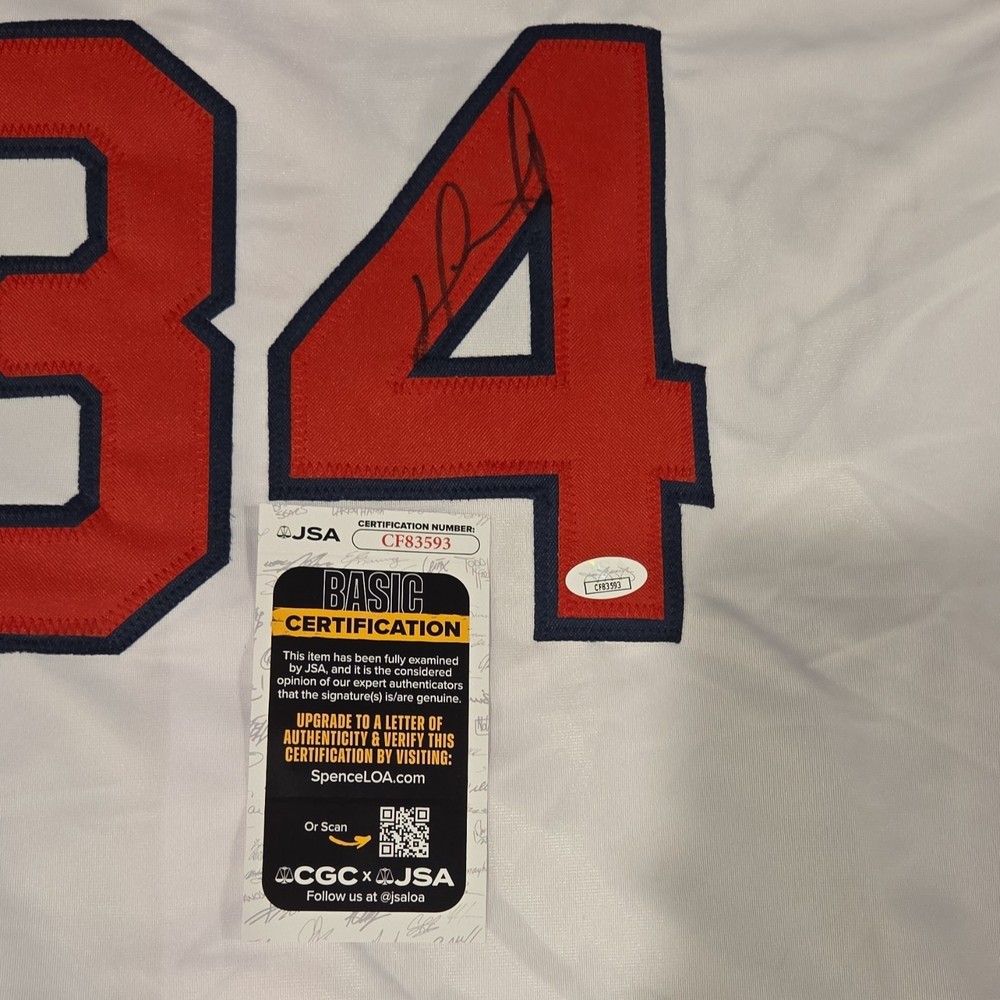 34
JSA
CERTIFICATION NUMBER:
CF83593
CF83593
BASIC
CERTIFICATION
This item has been fully examined
by JSA, and it is the considered
opinion of our expert authenticators
that the signature(s) is/are genuine.
UPGRADE TO A LETTER OF
AUTHENTICITY & VERIFY THIS
CERTIFICATION BY VISITING:
SpenceLOA.com
Or Scan
CGC x JSA
Follow us at @jsaloa